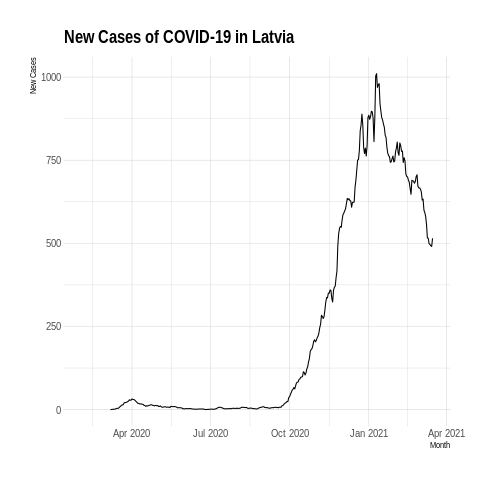 New Cases of COVID-19 in Latvia
New Cases
1000
750
500
250
0
Apr 2020 Jul 2020 Oct 2020 Jan 2021 Apr 2021
Month